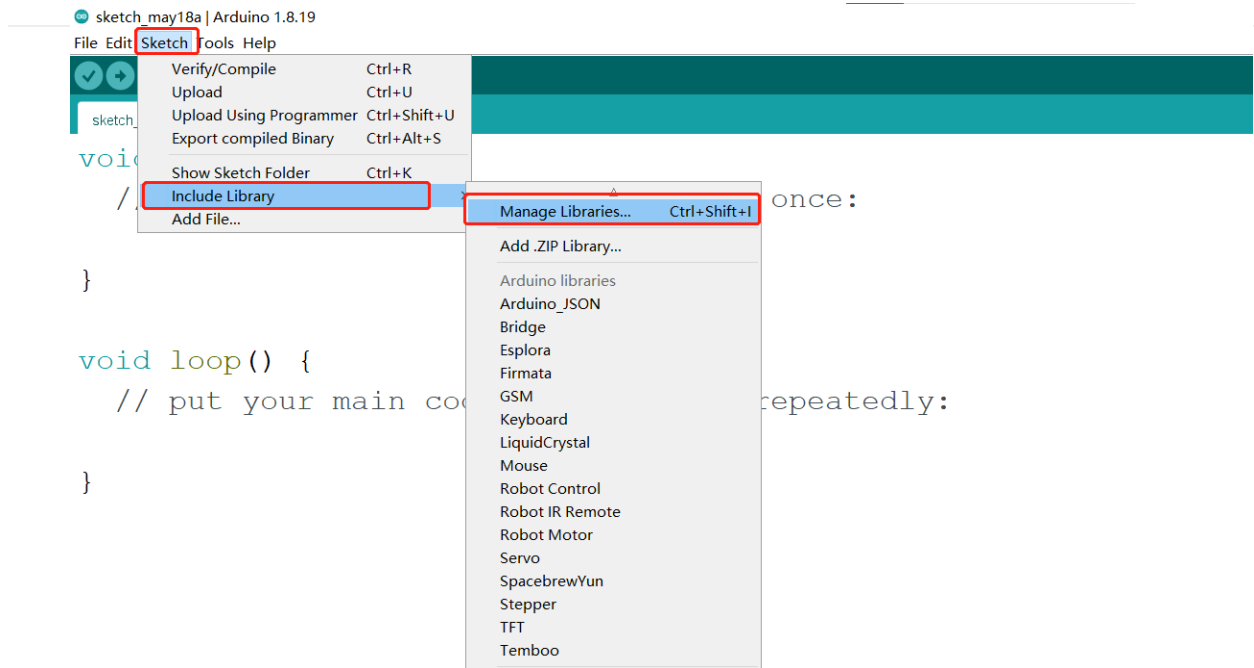 sketch_may18a | Arduino 1.8.19
File Edit Sketch Tools Help
Verify/Compile Ctrl+R
Upload Ctrl+U
Upload Using Programmer Ctrl+Shift+U
Export compiled Binary Ctrl+Alt+S
sketch_
Show Sketch Folder Ctrl+K
Include Library
Add File...
Manage Libraries... Ctrl+Shift+I
Add .ZIP Library...
Arduino libraries
Arduino_JSON
Bridge
Esplora
Firmata
GSM
Keyboard
LiquidCrystal
Mouse
Robot Control
Robot IR Remote
Robot Motor
Servo
SpacebrewYun
Stepper
TFT
Temboo
void
// once:
}
void loop() {
// put your main co repeatedly:
}